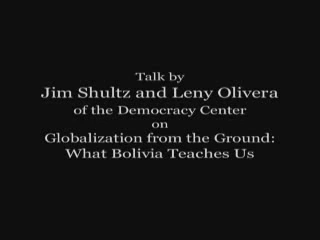 Talk by
Jim Shultz and Leny Olivera
of the Democracy Center
on
Globalization from the Ground:
What Bolivia Teaches Us